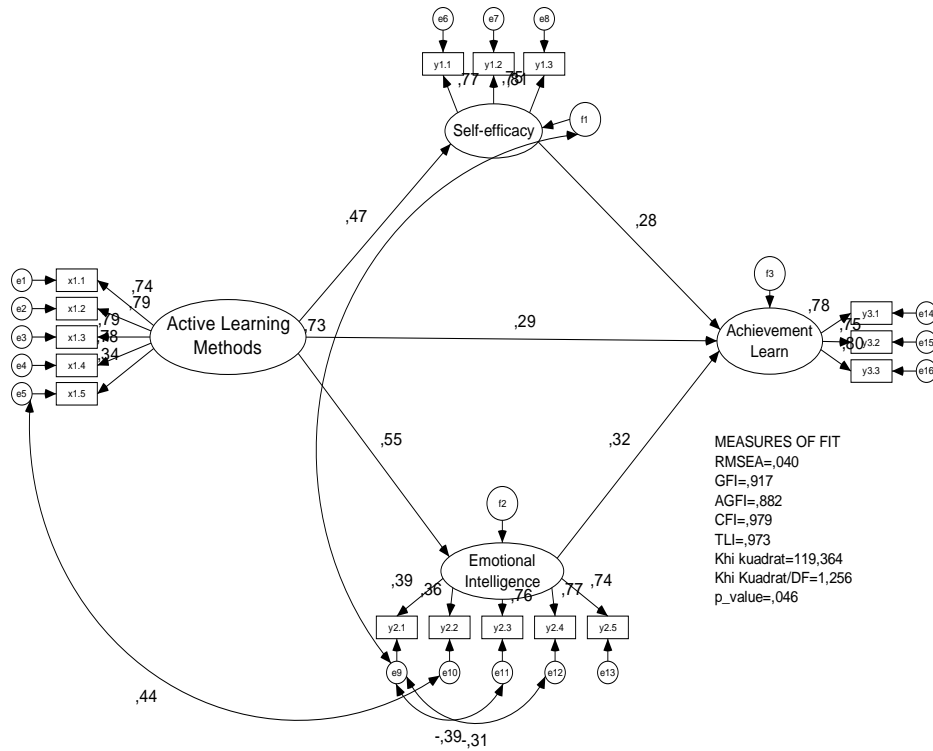 e6
e7
e8
y1.1
y1.2
y1.3
,77
,75
,81
Self-efficacy
f1
,47
,28
e1
x1.1
,74
e2
x1.2
,79
e3
x1.3
,79
e4
x1.4
,78
e5
x1.5
,34
Active Learning
Methods
,73
,29
f3
Achievement
Learn
,78
y3.1
e14
,75
y3.2
e15
,80
y3.3
e16
,55
,32
f2
Emotional
Intelligence
,39
,36
,76
,77
,74
y2.1
y2.2
y2.3
y2.4
y2.5
e9
e10
e11
e12
e13
,44
-,39
-,31
MEASURES OF FIT
RMSEA=,040
GFI=,917
AGFI=,882
CFI=,979
TLI=,973
Khi kuadrat=119,364
Khi Kuadrat/DF=1,256
p_value=,046